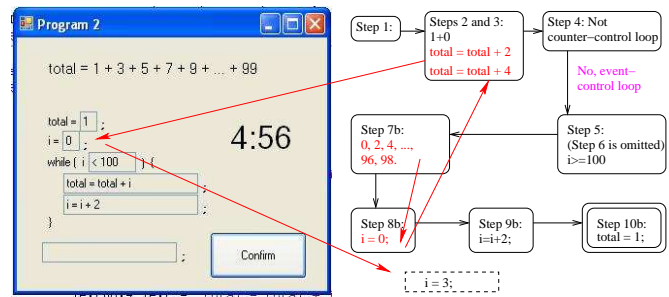 Program 2
total = 1 + 3 + 5 + 7 + 9 + ... + 99
total = 1 ;
i = 0 ;
while ( i < 100 ) {
total = total + i ;
i = i + 2 ;
}
;
4:56
Confirm
Step 1:
Steps 2 and 3:
1+0
total = total + 2
total = total + 4
Step 4: Not
counter−control loop
No, event−
control loop
Step 5:
(Step 6 is omitted)
i>=100
Step 7b:
0, 2, 4, ...,
96, 98.
Step 8b:
i = 0;
Step 9b:
i=i+2;
Step 10b:
total = 1;
i = 3;